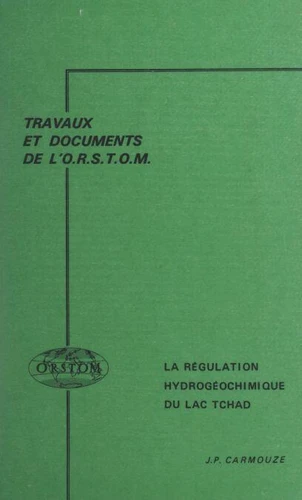 TRAVAUX
ET DOCUMENTS
DE L'O.R.S.T.O.M.
ORSTOM
LA RÉGULATION
HYDROGÉOCHIMIQUE
DU LAC TCHAD
J.P. CARMOUZE